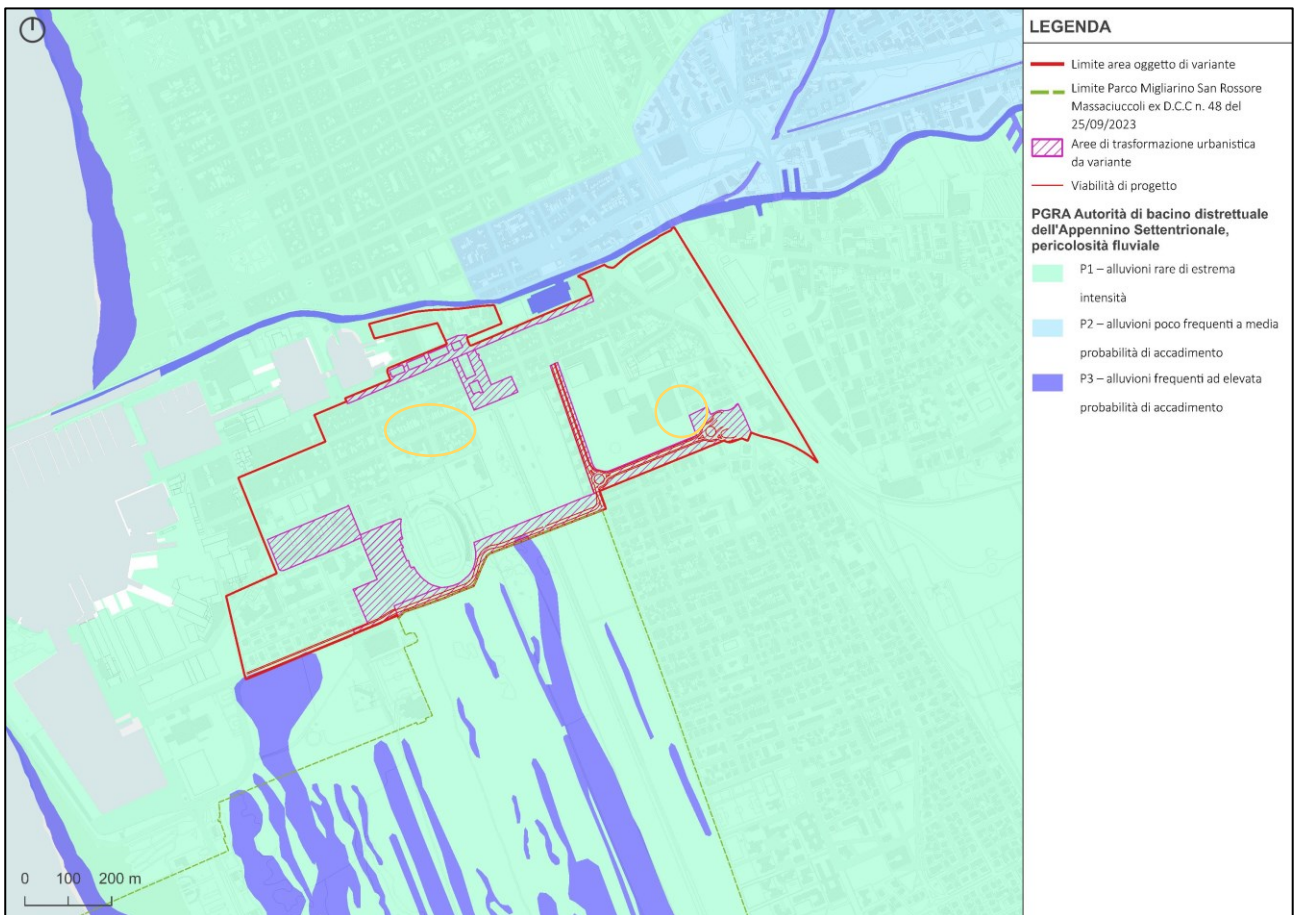 LEGENDA
Limite area oggetto di variante
Limite Parco Migliarino San Rossore
Massaciuccoli ex D.C.C n. 48 del
25/09/2023
Aree di trasformazione urbanistica
da variante
Viabilità di progetto
PGRA Autorità di bacino distrettuale
dell'Appennino Settentrionale,
pericolosità fluviale
P1 – alluvioni rare di estrema
intensità
P2 – alluvioni poco frequenti a media
probabilità di accadimento
P3 – alluvioni frequenti ad elevata
probabilità di accadimento
0 100 200 m